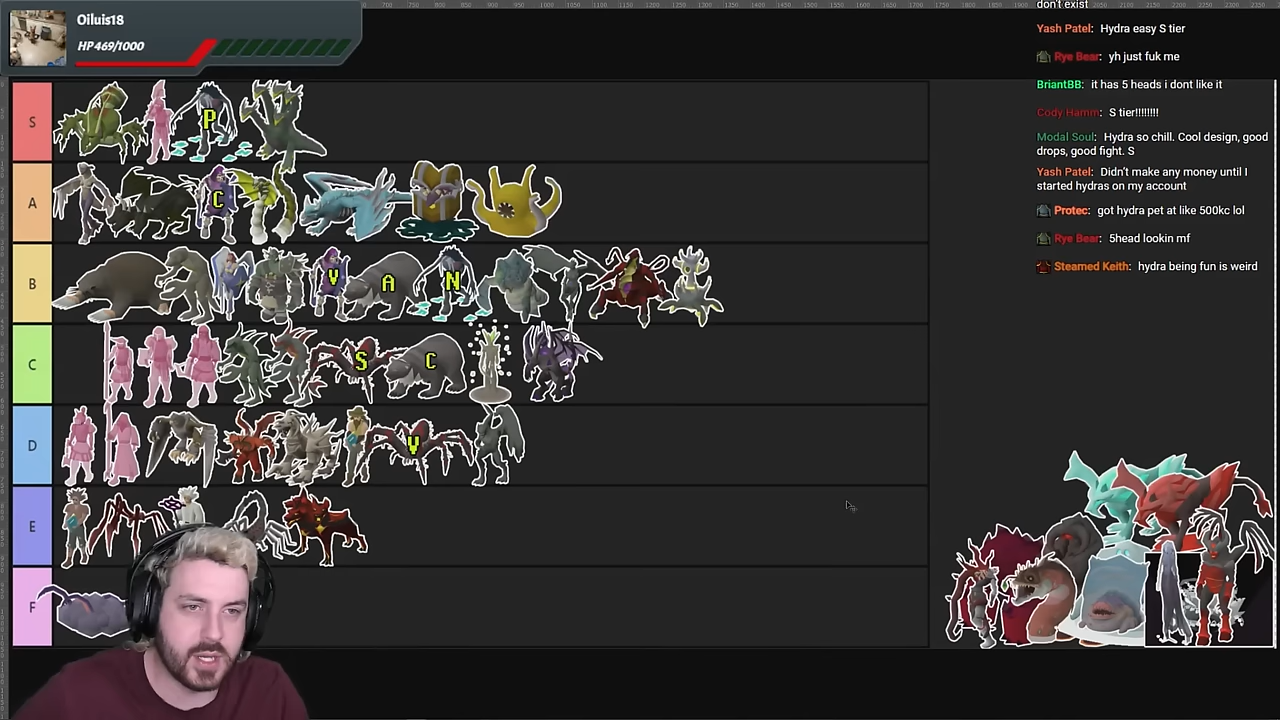 Oiluis18
HP 469/1000
don't exist
Yash Patel: Hydra easy S tier
Rye Bear: yh just fuk me
BriantBB: it has 5 heads i dont like it
Cody Hamm: S tier!!!!!!!!
Modal Soul: Hydra so chill. Cool design, good
drops, good fight. S
Yash Patel: Didn't make any money until I
started hydras on my account
Protec: got hydra pet at like 500kc lol
Rye Bear: 5head lookin mf
Steamed Keith: hydra being fun is weird
S
P
A
C
B
V A N
C
S C
D
V
E
F